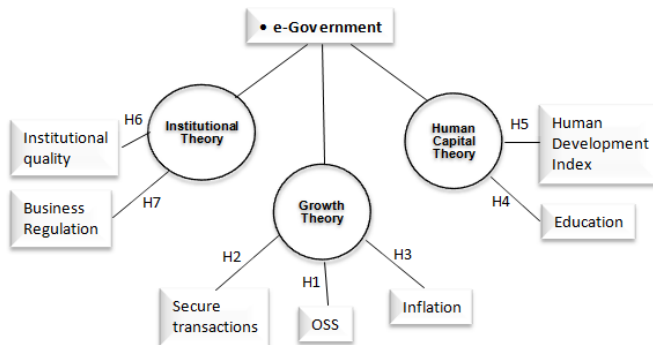 • e-Government
Institutional
Theory
Human
Capital
Theory
Growth
Theory
H6
Institutional
quality
H7
Business
Regulation
H5
Human
Development
Index
H4
Education
H2
Secure
transactions
H1
OSS
H3
Inflation